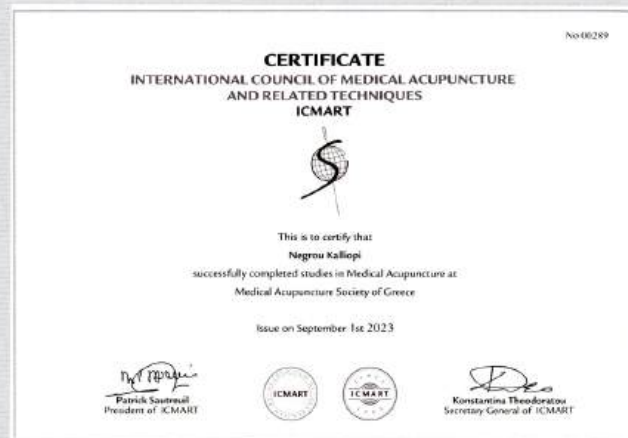 No 00289
CERTIFICATE
INTERNATIONAL COUNCIL OF MEDICAL ACUPUNCTURE
AND RELATED TECHNIQUES
ICMART
This is to certify that
Negrou Kalliopi
successfully completed studies in Medical Acupuncture at
Medical Acupuncture Society of Greece
Issue on September 1st 2023
Patrick Sautreuil
President of ICMART
ICMART
ICMART
Konstantina Theodoratou
Secretary General of ICMART